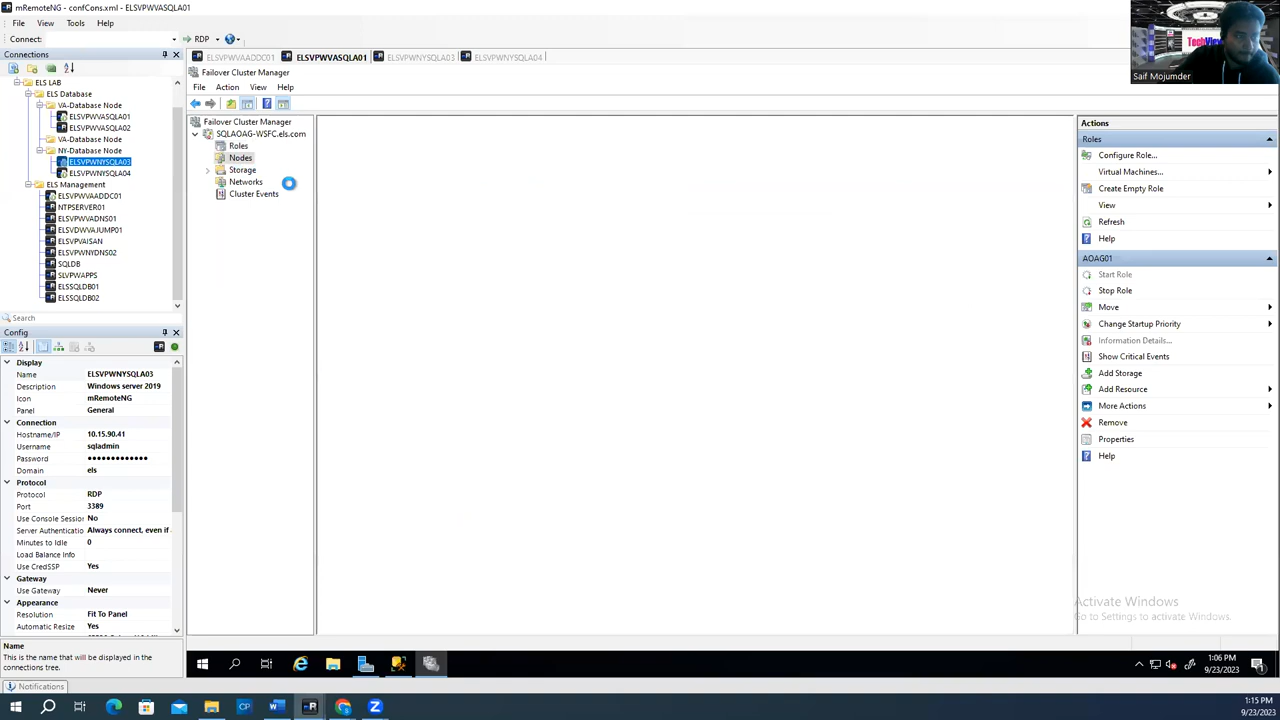 mRemoteNG - confCons.xml - ELSVPWVASQLA01
File View Tools Help
Connect: RDP
Connections
ELS LAB
ELS Database
VA-Database Node
ELSVPWVASQLA01
ELSVPWVASQLA02
VA-Database Node
NY-Database Node
ELSVPWNYSQLA03
ELSVPWNYSQLA04
ELS Management
ELSVPWVAADDC01
NTPSERVER01
ELSVPWVADNS01
ELSVDWVAJUMP01
ELSVPVAISAN
ELSVPWNYDNS02
SQLDB
SLVPWAPPS
ELSSQLDB01
ELSSQLDB02
Search
Config
Display
Name ELSVPWNYSQLA03
Description Windows server 2019
Icon mRemoteNG
Panel General
Connection
Hostname/IP 10.15.90.41
Username sqladmin
Password ●●●●●●●●●●●●●
Domain els
Protocol
Protocol RDP
Port 3389
Use Console Session No
Server Authenticatio Always connect, even if
Minutes to Idle 0
Load Balance Info
Use CredSSP Yes
Gateway
Use Gateway Never
Appearance
Resolution Fit To Panel
Automatic Resize Yes
Name
This is the name that will be displayed in the connections tree.
Notifications
ELSVPWVAADDC01 ELSVPWVASQLA01 ELSVPWNYSQLA03 ELSVPWNYSQLA04
Failover Cluster Manager
File Action View Help
Failover Cluster Manager
SQLAOAG-WSFC.els.com
Roles
Nodes
Storage
Networks
Cluster Events
Actions
Roles
Configure Role...
Virtual Machines...
Create Empty Role
View
Refresh
Help
AOAG01
Start Role
Stop Role
Move
Change Startup Priority
Information Details...
Show Critical Events
Add Storage
Add Resource
More Actions
Remove
Properties
Help
Activate Windows
Go to Settings to activate Windows.
1:06 PM
9/23/2023
1:15 PM
9/23/2023
Saif Mojumder